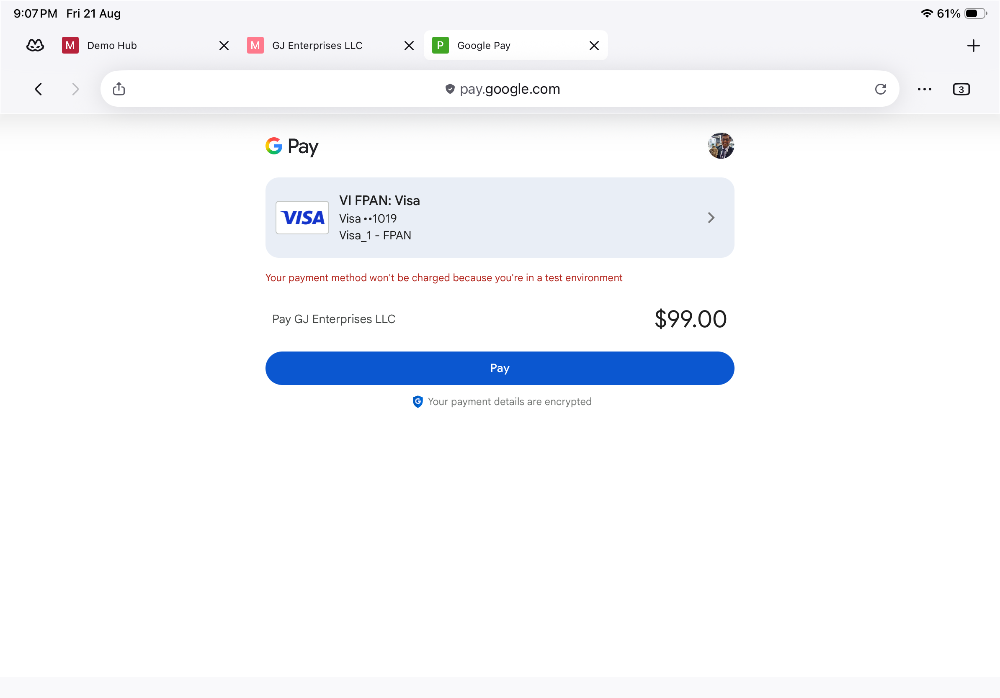 9:07 PM Fri 21 Aug 61%
M Demo Hub M GJ Enterprises LLC P Google Pay
pay.google.com 3
G Pay
VISA
VI FPAN: Visa
Visa ••1019
Visa_1 - FPAN
Your payment method won't be charged because you're in a test environment
Pay GJ Enterprises LLC $99.00
Pay
G Your payment details are encrypted